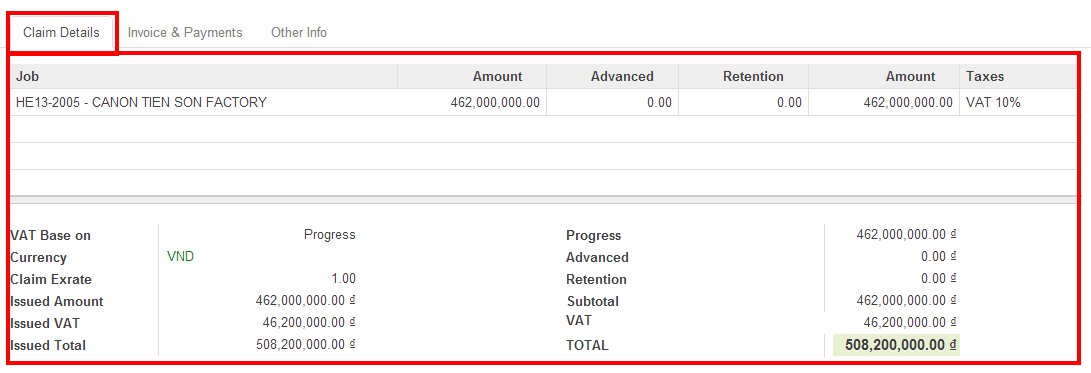 Claim Details Invoice & Payments Other Info
Job Amount Advanced Retention Amount Taxes
HE13-2005 - CANON TIEN SON FACTORY 462,000,000.00 0.00 0.00 462,000,000.00 VAT 10%
VAT Base on Progress Progress 462,000,000.00 ₫
Currency VND Advanced 0.00 ₫
Claim Exrate 1.00 Retention 0.00 ₫
Issued Amount 462,000,000.00 ₫ Subtotal 462,000,000.00 ₫
Issued VAT 46,200,000.00 ₫ VAT 46,200,000.00 ₫
Issued Total 508,200,000.00 ₫ TOTAL 508,200,000.00 ₫